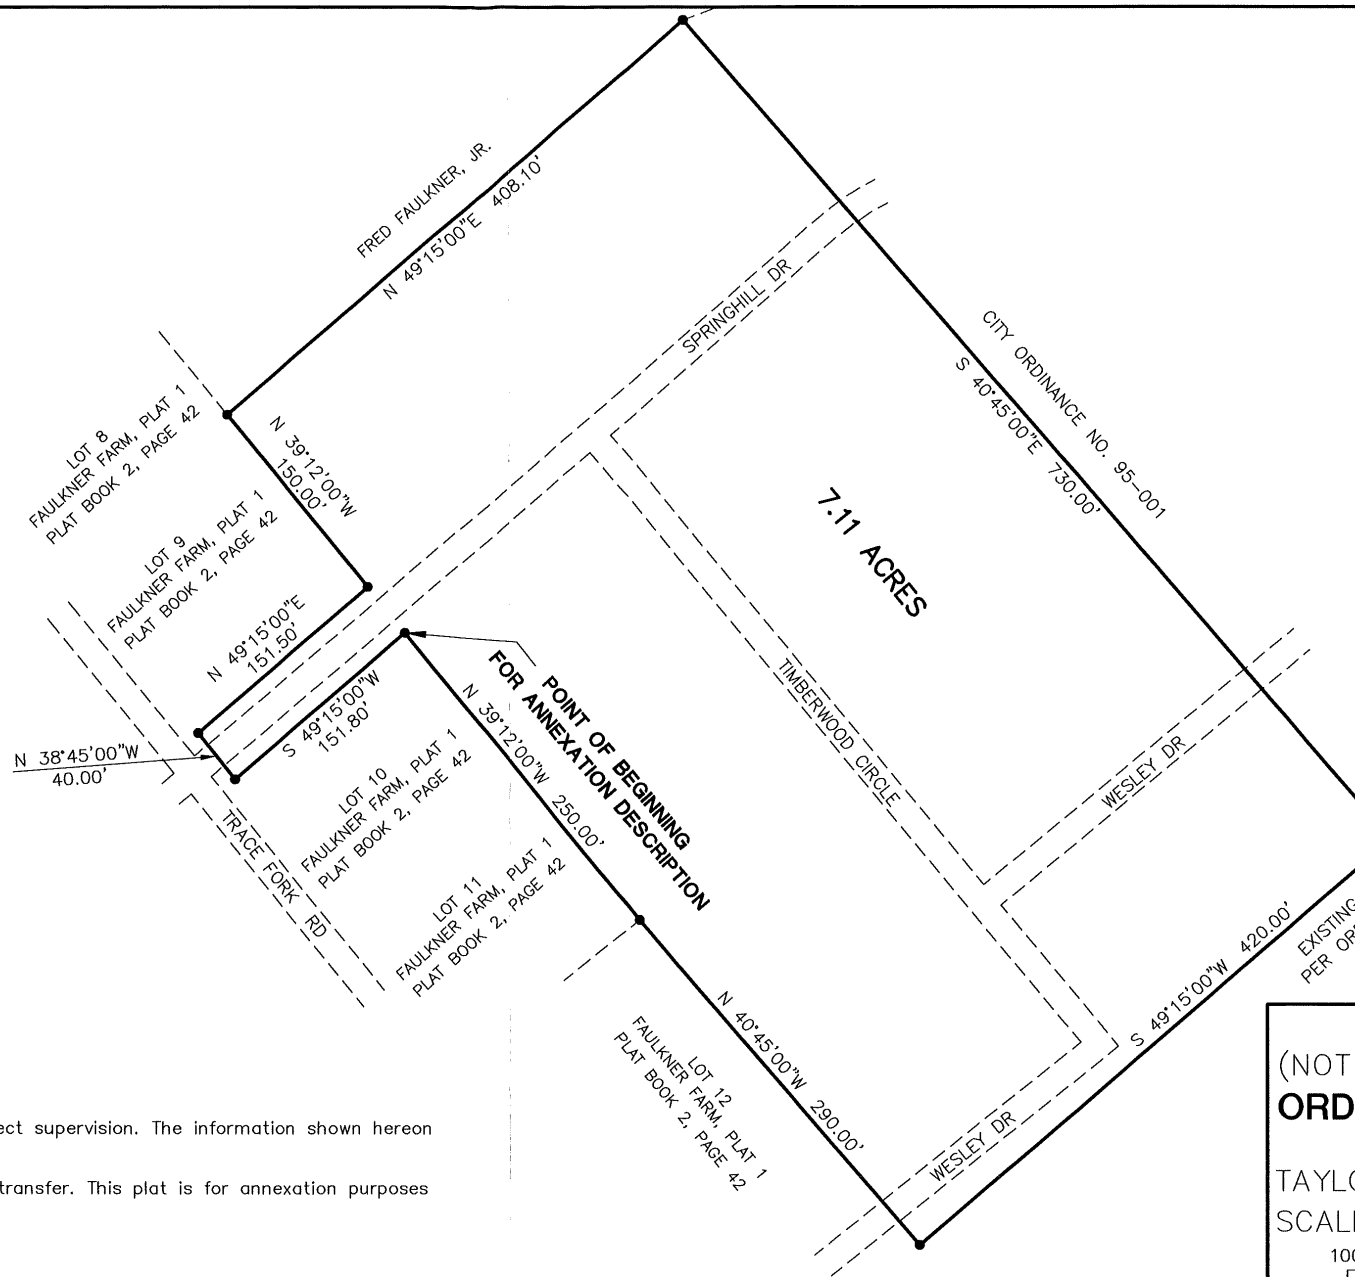 FRED FAULKNER, JR.
N 49°15'00"E 408.10'
SPRINGHILL DR
CITY ORDINANCE NO. 95-001
S 40°45'00"E 730.00'
LOT 8
FAULKNER FARM, PLAT 1
PLAT BOOK 2, PAGE 42
N 39°12'00"W
150.00'
LOT 9
FAULKNER FARM, PLAT 1
PLAT BOOK 2, PAGE 42
7.11 ACRES
N 49°15'00"E
151.50'
POINT OF BEGINNING
FOR ANNEXATION DESCRIPTION
S 49°15'00"W
151.80'
N 39°12'00"W 250.00'
TIMBERWOOD CIRCLE
WESLEY DR
N 38°45'00"W
40.00'
LOT 10
FAULKNER FARM, PLAT 1
PLAT BOOK 2, PAGE 42
TRACE FORK RD
LOT 11
FAULKNER FARM, PLAT 1
PLAT BOOK 2, PAGE 42
S 49°15'00"W 420.00'
EXISTING
PER OR
N 40°45'00"W 290.00'
LOT 12
FAULKNER FARM, PLAT 1
PLAT BOOK 2, PAGE 42
WESLEY DR
ect supervision. The information shown hereon
transfer. This plat is for annexation purposes
(NOT
ORD
TAYLO
SCALE
100